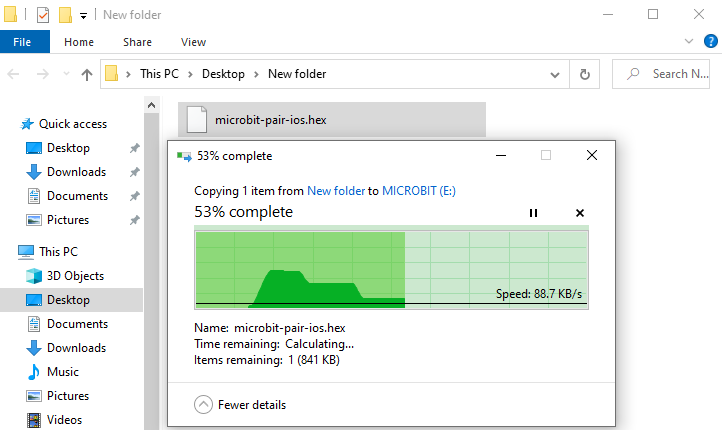 New folder
File
Home
Share
View
This PC
Desktop
New folder
Search N...
Quick access
Desktop
Downloads
Documents
Pictures
This PC
3D Objects
Desktop
Documents
Downloads
Music
Pictures
Videos
microbit-pair-ios.hex
53% complete
Copying 1 item from New folder to MICROBIT (E:)
53% complete
Speed: 88.7 KB/s
Name: microbit-pair-ios.hex
Time remaining: Calculating...
Items remaining: 1 (841 KB)
Fewer details